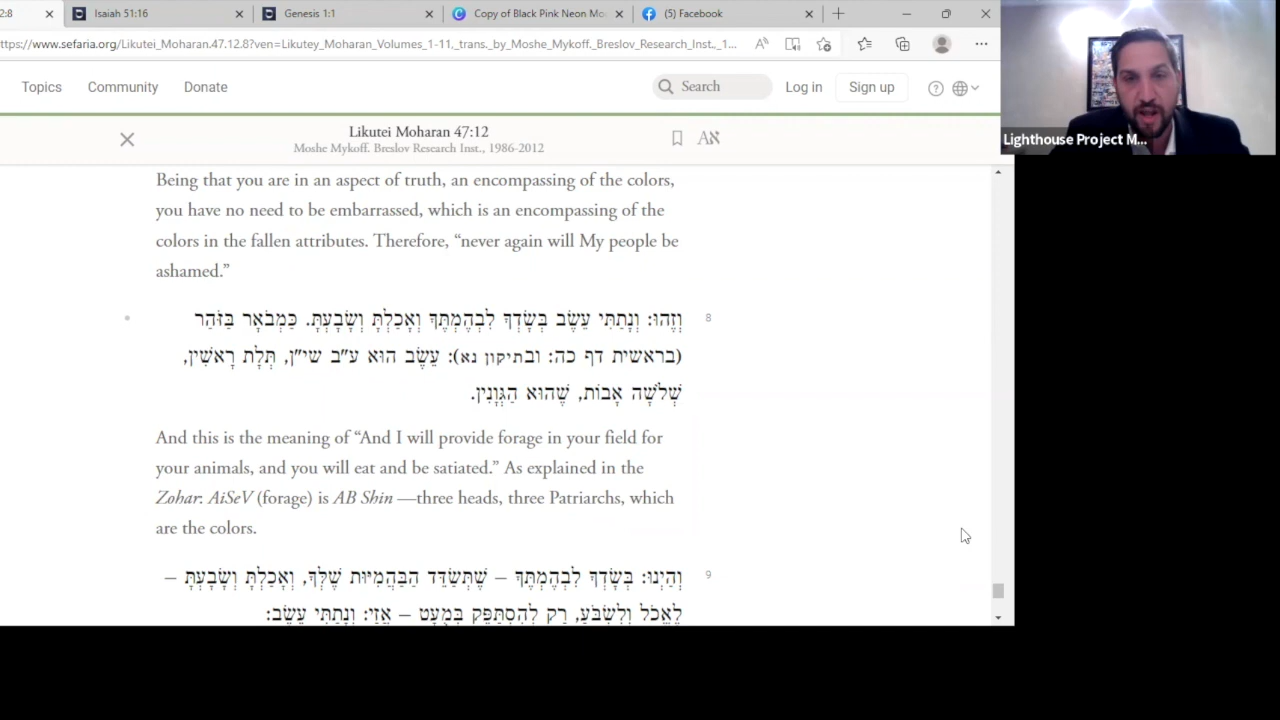 2:8
Isaiah 51:16
Genesis 1:1
Copy of Black Pink Neon Mo
(5) Facebook
ttps://www.sefaria.org/Likutei_Moharan.47.12.8?ven=Likutey_Moharan_Volumes_1-11,_trans._by_Moshe_Mykoff._Breslov_Research_Inst.,_1...
Topics
Community
Donate
Search
Log in
Sign up
Likutei Moharan 47:12
Moshe Mykoff. Breslov Research Inst., 1986-2012
Being that you are in an aspect of truth, an encompassing of the colors,
you have no need to be embarrassed, which is an encompassing of the
colors in the fallen attributes. Therefore, “never again will My people be
ashamed.”
8
וְזֶהוּ: וְנָתַתִּי עֵשֶׂב בְּשָׂדְךָ לִבְהֶמְתֶּךָ וְאָכַלְתָּ וְשָׂבָעְתָּ. כַּמְבֹאָר בַּזֹּהַר
(בראשית דף כה: ובתיקון נא): עֵשֶׂב הוּא ע"ב שי"ן, תְּלָת רָאשִׁין,
שְׁלֹשָׁה אָבוֹת, שֶׁהוּא הַגְּוָנִין.
And this is the meaning of “And I will provide forage in your field for
your animals, and you will eat and be satiated.” As explained in the
Zohar: AiSeV (forage) is AB Shin —three heads, three Patriarchs, which
are the colors.
9
וְהַיְנוּ: בְּשָׂדְךָ לִבְהֶמְתֶּךָ – שֶׁתְּשַׁדֵּד הַבַּהֲמִיּוּת שֶׁלְּךָ, וְאָכַלְתָּ וְשָׂבָעְתָּ –
לֶאֱכֹל וְלִשְׂבֹּעַ, רַק לְהִסְתַּפֵּק בְּמֻעָט – אֲזַי: וְנָתַתִּי עֵשֶׂב:
Lighthouse Project M...